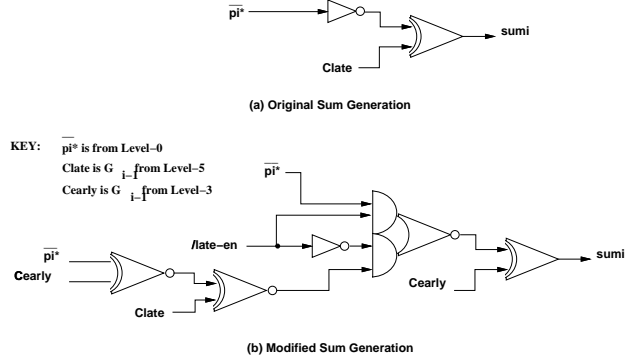 pi*
sumi
Clate
(a) Original Sum Generation
KEY: pi* is from Level-0
Clate is G i-1 from Level-5
Cearly is G i-1 from Level-3
pi*
/late-en
pi*
Cearly
sumi
Cearly
Clate
(b) Modified Sum Generation